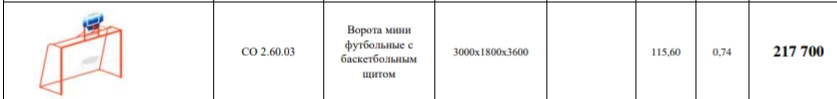 СО 2.60.03
Ворота мини
футбольные с
баскетбольным
щитом
3000х1800х3600
115,60
0,74
217 700